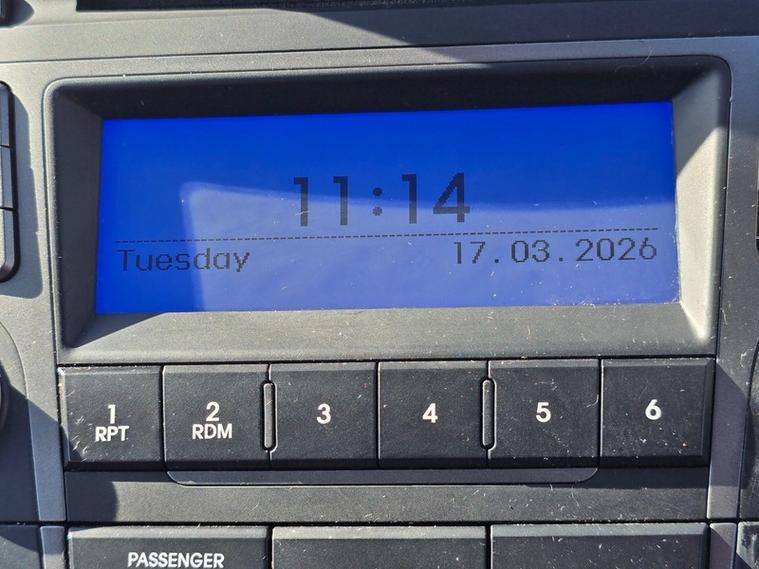 11:14
Tuesday 17.03.2026
1 2 3 4 5 6
RPT RDM
PASSENGER